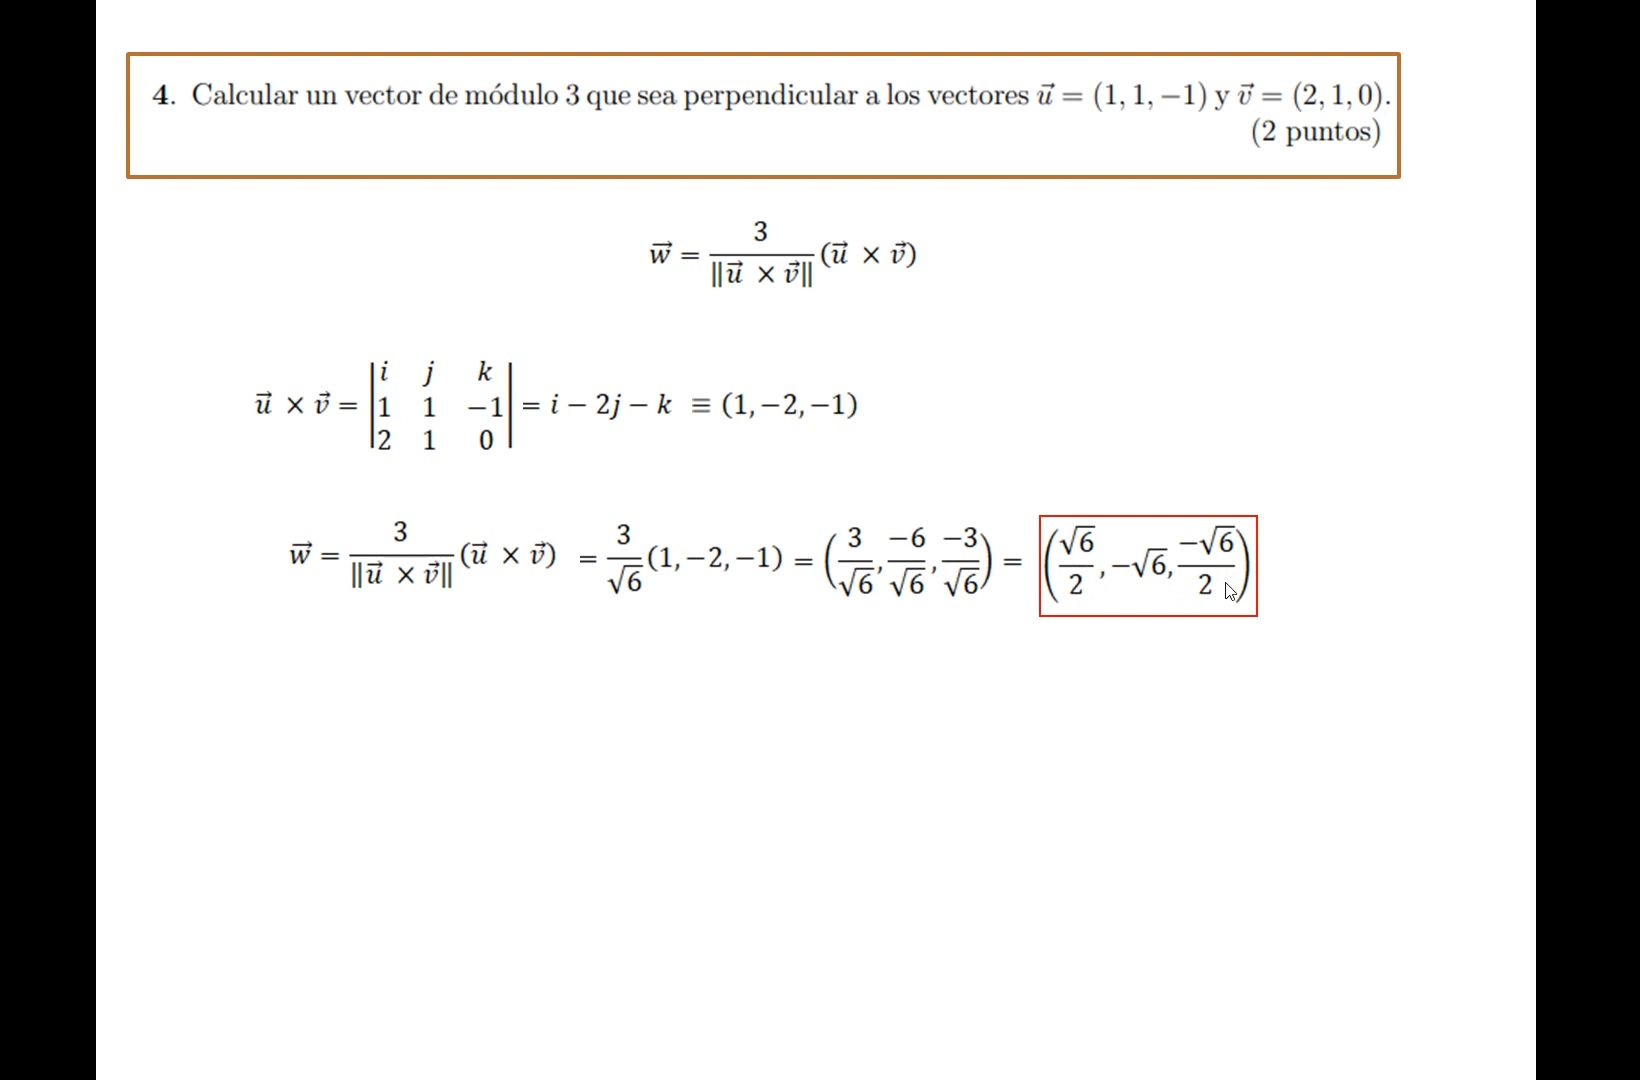 4. Calcular un vector de módulo 3 que sea perpendicular a los vectores u⃗ = (1, 1, −1) y v⃗ = (2, 1, 0).
(2 puntos)
w⃗ = 3/‖u⃗ × v⃗‖ (u⃗ × v⃗)
u⃗ × v⃗ = |i j k; 1 1 −1; 2 1 0| = i − 2j − k ≡ (1, −2, −1)
w⃗ = 3/‖u⃗ × v⃗‖ (u⃗ × v⃗) = 3/√6 (1, −2, −1) = (3/√6, −6/√6, −3/√6) = (√6/2, −√6, −√6/2)